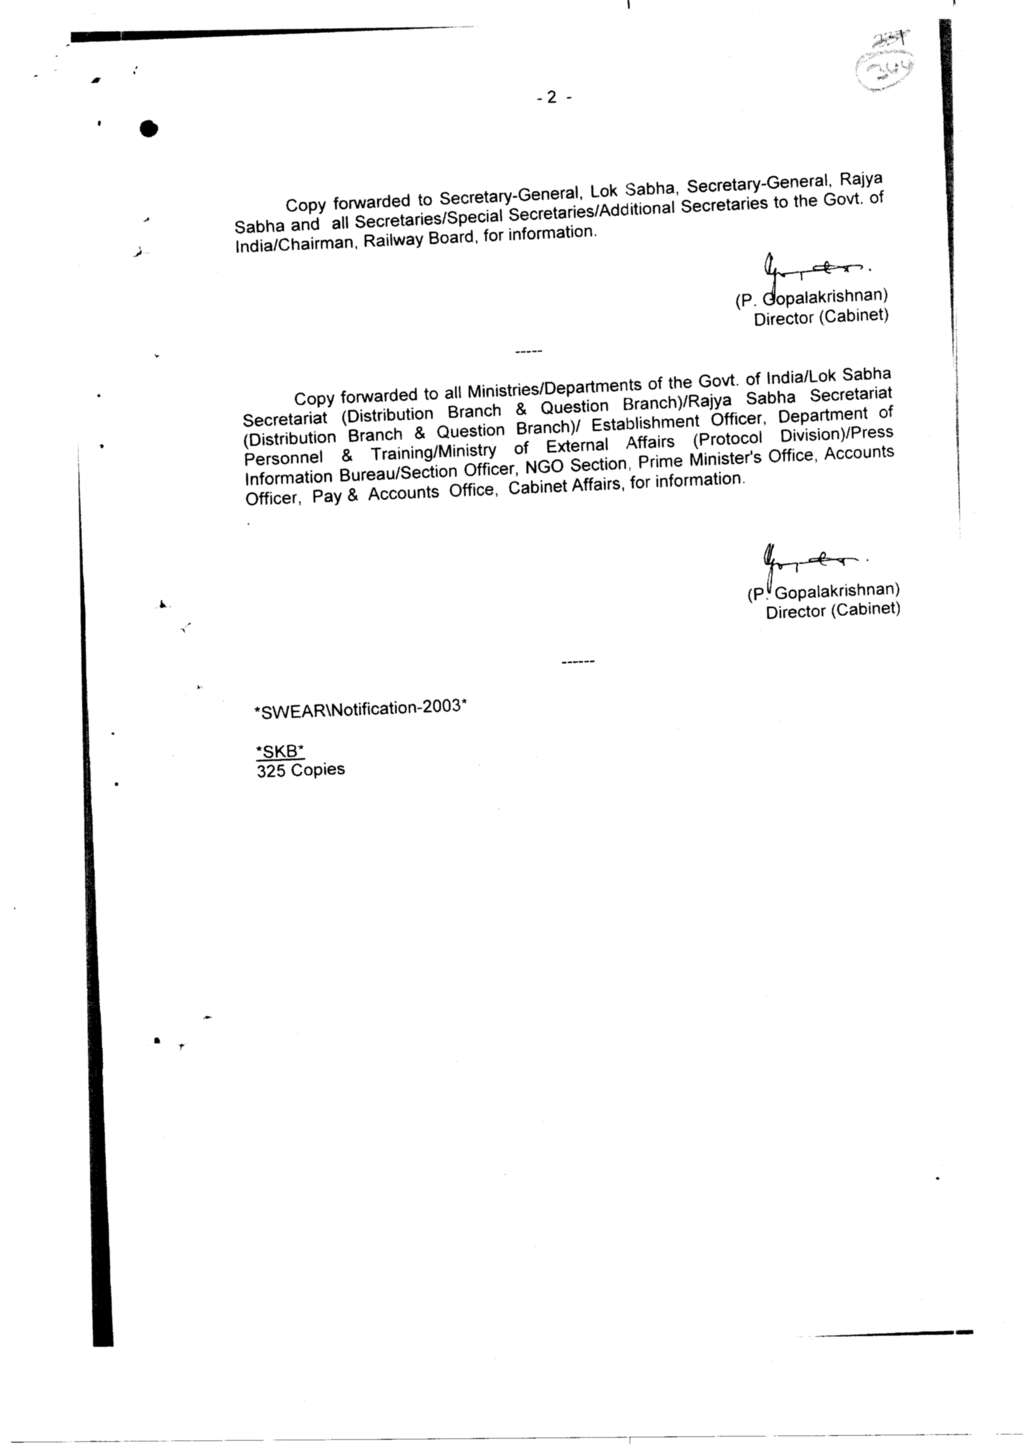 344
- 2 -
Copy forwarded to Secretary-General, Lok Sabha, Secretary-General, Rajya
Sabha and all Secretaries/Special Secretaries/Additional Secretaries to the Govt. of
India/Chairman, Railway Board, for information.
(P. Gopalakrishnan)
Director (Cabinet)
-----
Copy forwarded to all Ministries/Departments of the Govt. of India/Lok Sabha
Secretariat (Distribution Branch & Question Branch)/Rajya Sabha Secretariat
(Distribution Branch & Question Branch)/ Establishment Officer, Department of
Personnel & Training/Ministry of External Affairs (Protocol Division)/Press
Information Bureau/Section Officer, NGO Section, Prime Minister's Office, Accounts
Officer, Pay & Accounts Office, Cabinet Affairs, for information.
(P. Gopalakrishnan)
Director (Cabinet)
------
*SWEAR\Notification-2003*
*SKB*
325 Copies